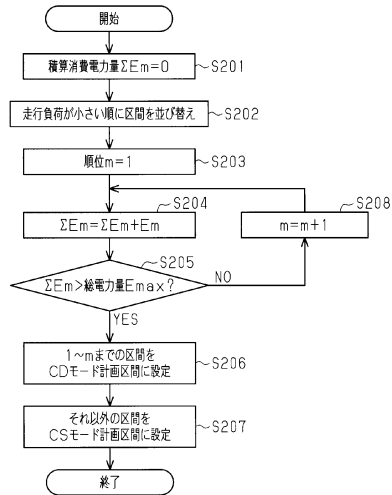 開始
積算消費電力量ΣEm=0
S201
走行負荷が小さい順に区間を並び替え
S202
順位m=1
S203
S204
ΣEm=ΣEm+Em
S208
m=m+1
S205
ΣEm>総電力量Emax?
NO
YES
1~mまでの区間を
CDモード計画区間に設定
S206
それ以外の区間を
CSモード計画区間に設定
S207
終了